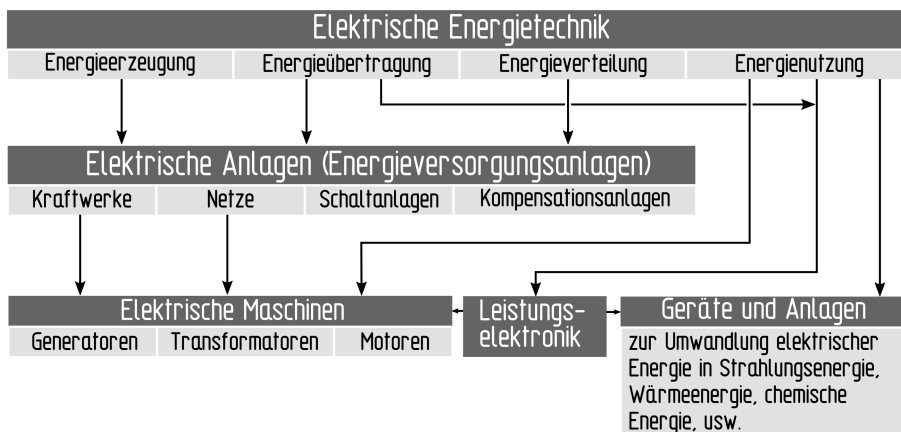 Elektrische Energietechnik
Energieerzeugung Energieübertragung Energieverteilung Energienutzung
Elektrische Anlagen (Energieversorgungsanlagen)
Kraftwerke Netze Schaltanlagen Kompensationsanlagen
Elektrische Maschinen
Generatoren Transformatoren Motoren
Leistungs-
elektronik
Geräte und Anlagen
zur Umwandlung elektrischer
Energie in Strahlungsenergie,
Wärmeenergie, chemische
Energie, usw.